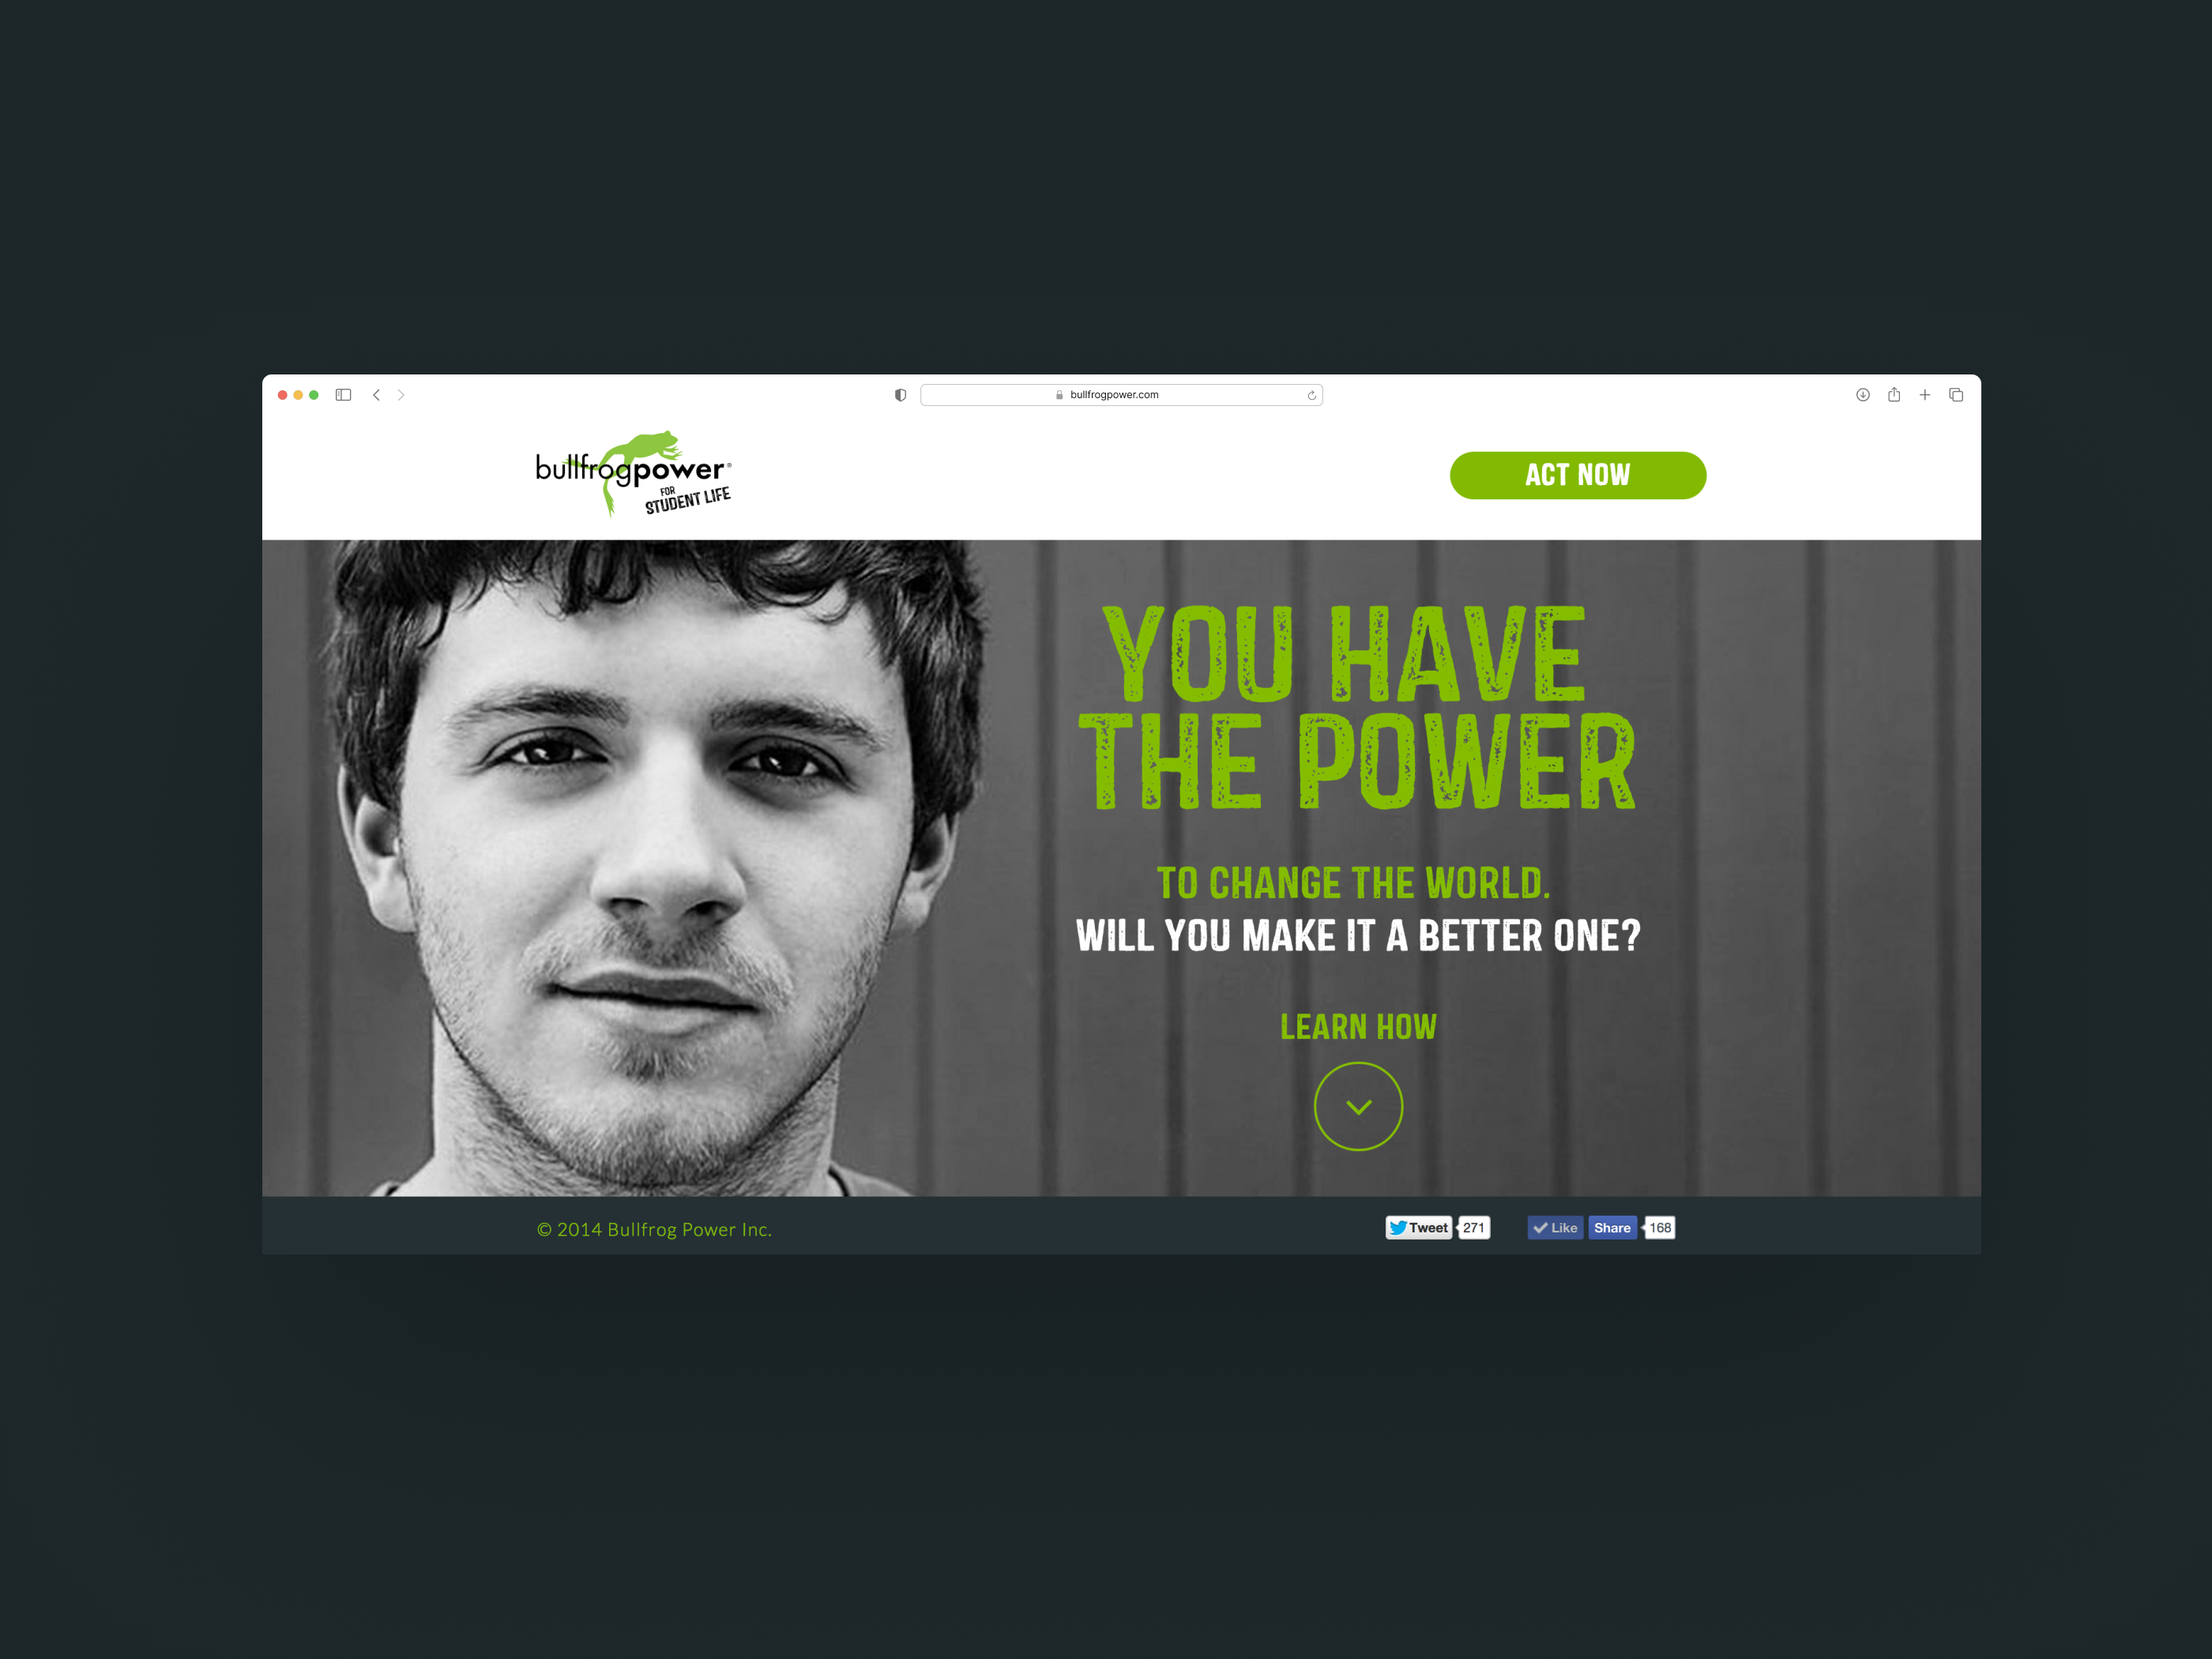 bullfrogpower.com
bullfrogpower®
FOR
STUDENT LIFE
ACT NOW
YOU HAVE
THE POWER
TO CHANGE THE WORLD.
WILL YOU MAKE IT A BETTER ONE?
LEARN HOW
© 2014 Bullfrog Power Inc.
Tweet 271 Like Share 168